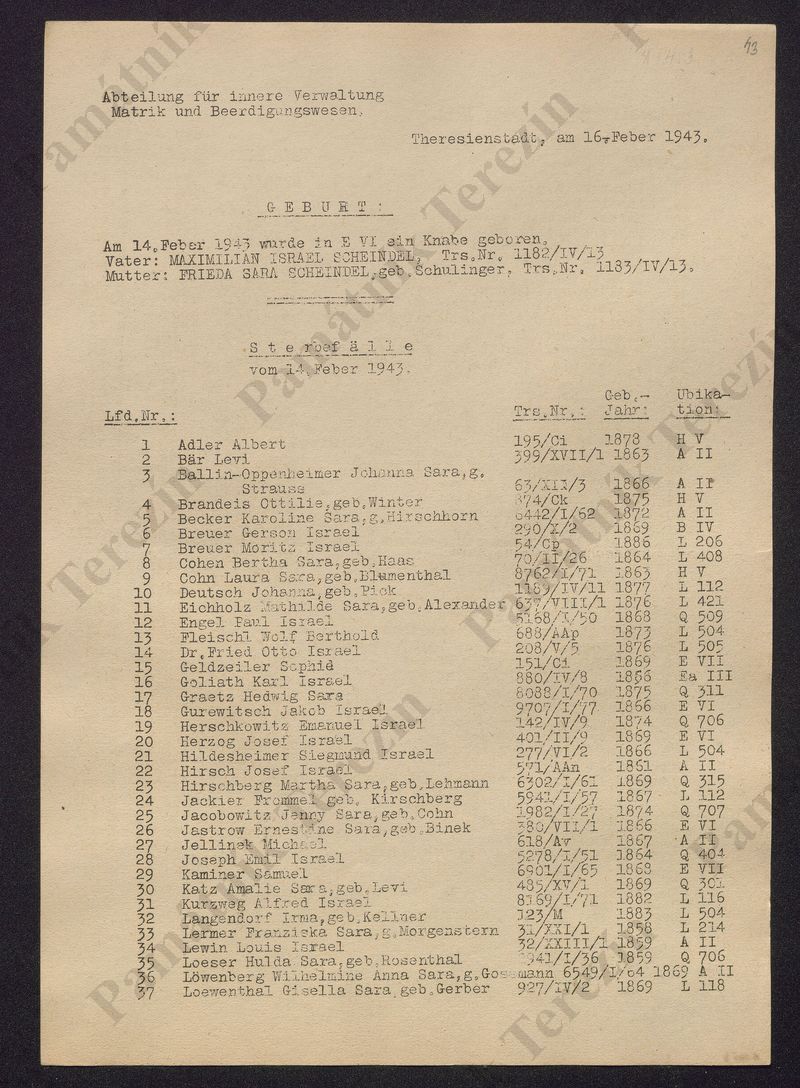 73
Abteilung für innere Verwaltung
Matrik und Beerdigungswesen.
Theresienstadt, am 16.Feber 1943.
G E B U R T :
Am 14.Feber 1943 wurde in E VI ein Knabe geboren.
Vater: MAXIMILIAN ISRAEL SCHEINDEL, Trs.Nr. 1182/IV/13
Mutter: FRIEDA SARA SCHEINDEL,geb.Schulinger, Trs.Nr. 1183/IV/13.
S t e r b e f ä l l e
vom 14.Feber 1943.
Lfd.Nr.: Trs.Nr.: Geb.-Jahr: Ubika-tion:
1 Adler Albert 195/Ci 1878 H V
2 Bär Levi 399/XVII/1 1863 A II
3 Ballin-Oppenheimer Johanna Sara,g.
Strauss 63/XII/3 1866 A II
4 Brandeis Ottilie,geb.Winter 874/Ck 1875 H V
5 Becker Karoline Sara,g.Hirschhorn 6442/I/62 1872 A II
6 Breuer Gerson Israel 290/X/2 1869 B IV
7 Breuer Moritz Israel 54/Cp 1886 L 206
8 Cohen Bertha Sara,geb.Haas 70/II/26 1864 L 408
9 Cohn Laura Sara,geb.Blumenthal 8762/I/71 1863 H V
10 Deutsch Johanna,geb.Pick 1189/IV/11 1877 L 112
11 Eichholz Mathilde Sara,geb.Alexander 637/VIII/1 1876 L 421
12 Engel Paul Israel 5168/I/50 1868 Q 509
13 Fleischl Wolf Berthold 688/AAp 1873 L 504
14 Dr.Fried Otto Israel 208/V/5 1876 L 505
15 Geldzeiler Sophid 151/Ci 1869 E VII
16 Goliath Karl Israel 880/IV/8 1856 Ea III
17 Graetz Hedwig Sara 8088/I/70 1875 Q 311
18 Gurewitsch Jakob Israel 9707/I/77 1866 E VI
19 Herschkowitz Emanuel Israel 142/IV/9 1874 Q 706
20 Herzog Josef Israel 401/II/9 1869 E VI
21 Hildesheimer Siegmund Israel 277/VI/2 1866 L 504
22 Hirsch Josef Israel 571/AAn 1861 A II
23 Hirschberg Martha Sara,geb.Lehmann 6302/I/61 1869 Q 315
24 Jackier Frommel geb. Kirschberg 5941/I/57 1867 L 112
25 Jacobowitz Jenny Sara,geb.Cohn 1982/I/27 1874 Q 707
26 Jastrow Ernestine Sara,geb.Binek 380/VII/1 1866 E VI
27 Jellinek Michael 618/Av 1867 A II
28 Joseph Emil Israel 5278/I/51 1864 Q 404
29 Kaminer Samuel 6901/I/65 1868 E VII
30 Katz Amalie Sara,geb.Levi 485/XV/1 1869 Q 301
31 Kurzweg Alfred Israel 8169/I/71 1882 L 116
32 Langendorf Irma,geb.Kellner 123/M 1883 L 504
33 Lermer Franziska Sara,g.Morgenstern 31/XXI/1 1858 L 214
34 Lewin Louis Israel 32/XXIII/1 1859 A II
35 Loeser Hulda Sara,geb.Rosenthal 1941/I/36 1859 Q 706
36 Löwenberg Wilhelmine Anna Sara,g.Gossmann 6549/I/64 1869 A II
37 Loewenthal Gisella Sara geb.Gerber 927/IV/2 1869 L 118
Památník Terezín